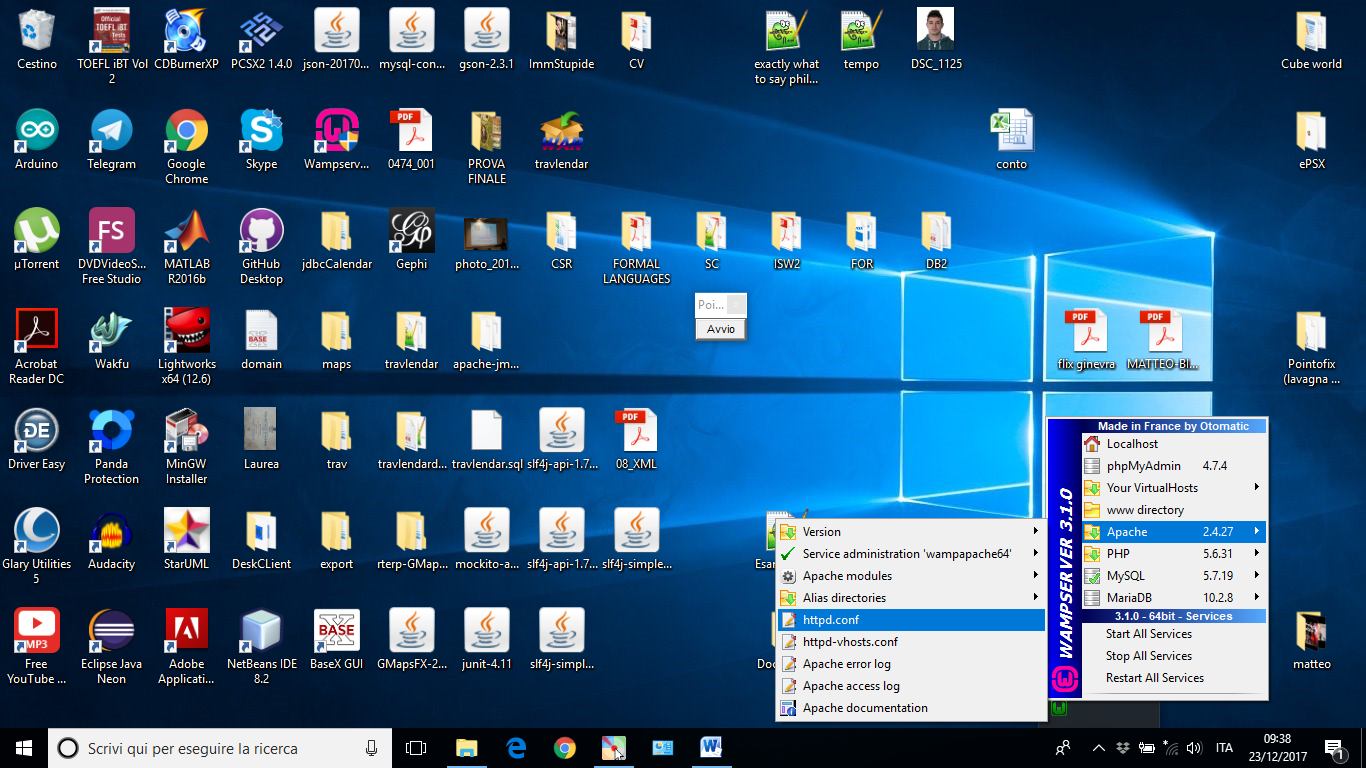 Cestino
TOEFL iBT Vol
2
CDBurnerXP
PCSX2 1.4.0
json-20170...
mysql-con...
gson-2.3.1
ImmStupide
CV
exactly what
to say phil...
tempo
DSC_1125
Cube world
Arduino
Telegram
Google
Chrome
Skype
Wampserv...
0474_001
PROVA
FINALE
travlendar
conto
ePSX
µTorrent
DVDVideoS...
Free Studio
MATLAB
R2016b
GitHub
Desktop
jdbcCalendar
Gephi
photo_201...
CSR
FORMAL
LANGUAGES
SC
ISW2
FOR
DB2
Poi...
Avvio
Acrobat
Reader DC
Wakfu
Lightworks
x64 (12.6)
domain
maps
travlendar
apache-jm...
flix ginevra
MATTEO-BI...
Pointofix
(lavagna ...
Driver Easy
Panda
Protection
MinGW
Installer
Laurea
trav
travlendard...
travlendar.sql
slf4j-api-1.7...
08_XML
Glary Utilities
5
Audacity
StarUML
DeskCLient
export
rterp-GMap...
mockito-a...
slf4j-api-1.7...
slf4j-simple...
Esar
Free
YouTube ...
Eclipse Java
Neon
Adobe
Applicati...
NetBeans IDE
8.2
BaseX GUI
GMapsFX-2...
junit-4.11
slf4j-simpl...
Doc
matteo
Made in France by Otomatic
WAMPSERVER 3.1.0
Localhost
phpMyAdmin 4.7.4
Your VirtualHosts
www directory
Apache 2.4.27
PHP 5.6.31
MySQL 5.7.19
MariaDB 10.2.8
3.1.0 - 64bit - Services
Start All Services
Stop All Services
Restart All Services
Version
Service administration 'wampapache64'
Apache modules
Alias directories
httpd.conf
httpd-vhosts.conf
Apache error log
Apache access log
Apache documentation
Scrivi qui per eseguire la ricerca
ITA
09:38
23/12/2017
1